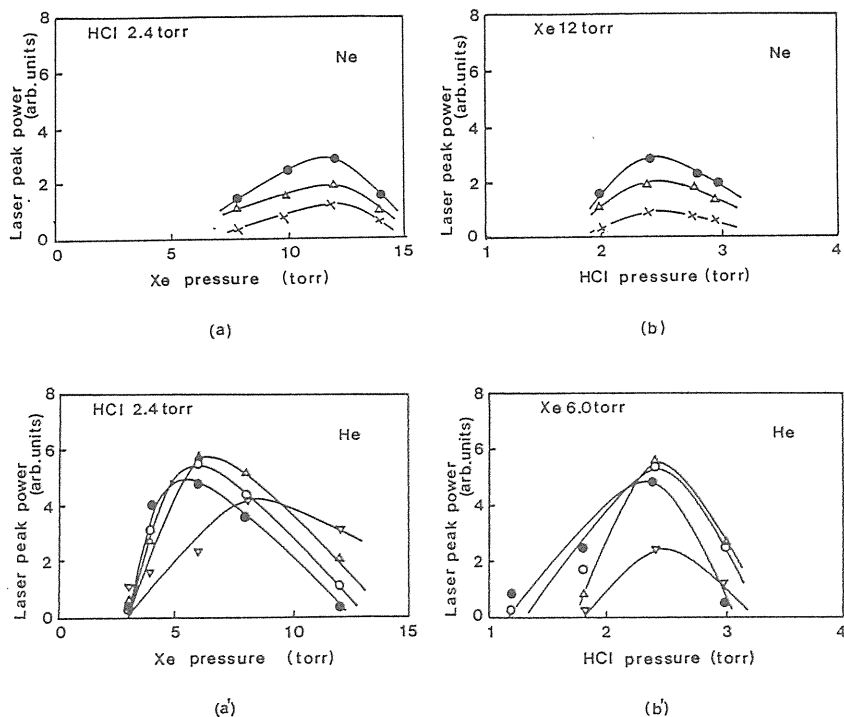 HCl 2.4 torr
Ne
Laser peak power
(arb.units)
8
6
4
2
0
0
5
10
15
Xe pressure (torr)
(a)
Xe 12 torr
Ne
Laser peak power
(arb.units)
8
6
4
2
0
1
2
3
4
HCl pressure (torr)
(b)
HCl 2.4 torr
He
Laser peak power
(arb.units)
8
6
4
2
0
0
5
10
15
Xe pressure (torr)
(a')
Xe 6.0 torr
He
Laser peak power
(arb.units)
8
6
4
2
0
1
2
3
4
HCl pressure (torr)
(b')